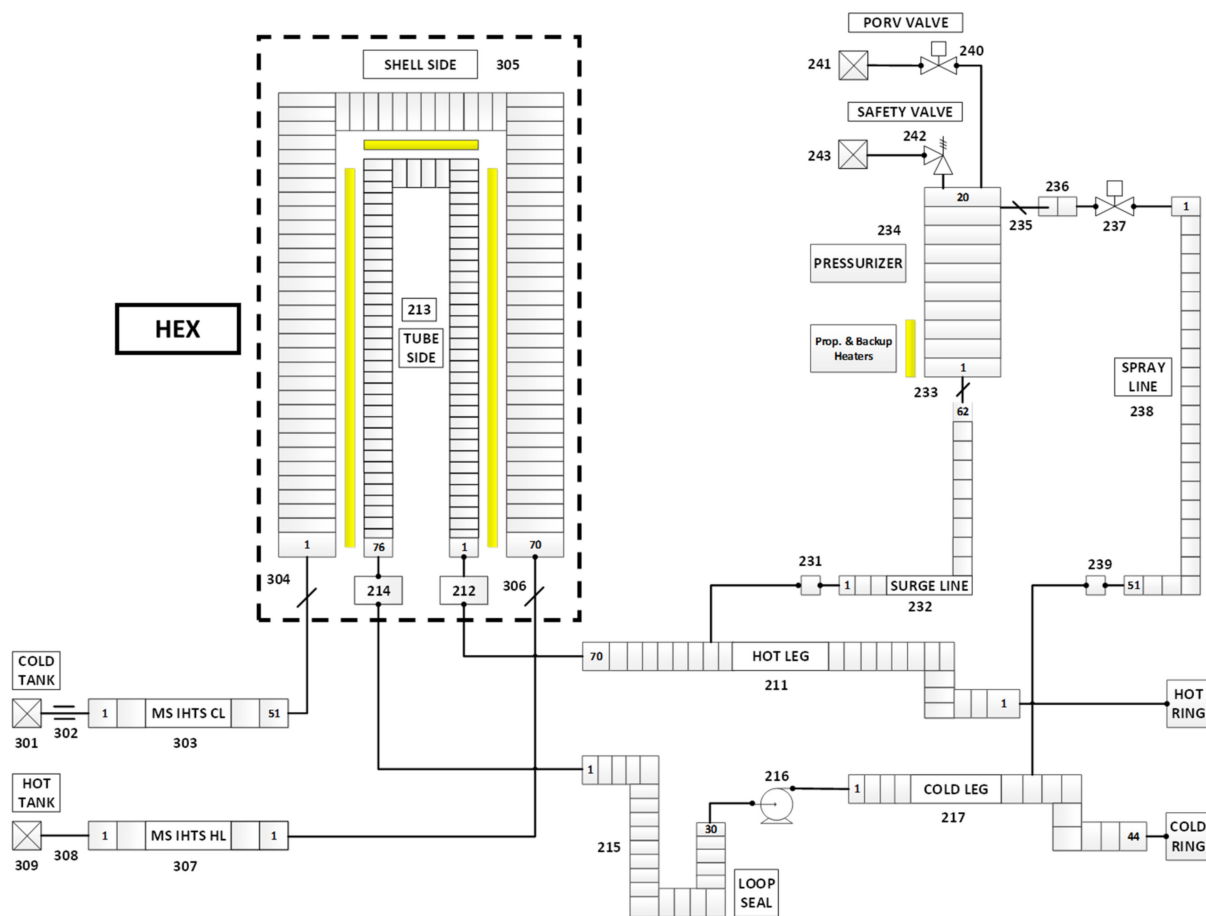 PORV VALVE
240
241
SHELL SIDE
305
SAFETY VALVE
242
243
20
236
1
234
235
237
PRESSURIZER
213
HEX
TUBE
SIDE
Prop. & Backup
Heaters
SPRAY
LINE
238
1
233
62
1
76
1
70
304
306
231
239
214
212
1
SURGE LINE
51
232
COLD
TANK
70
HOT LEG
211
1
HOT
RING
1
MS IHTS CL
51
301
302
303
HOT
TANK
1
216
1
COLD LEG
217
1
MS IHTS HL
1
30
44
COLD
RING
309
308
307
215
LOOP
SEAL